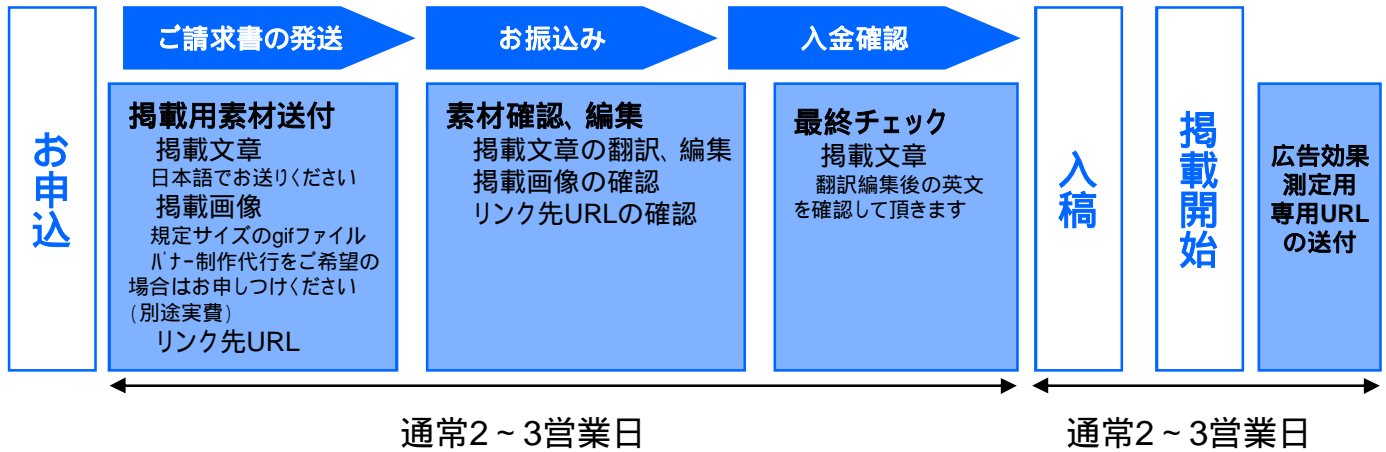 お申込
ご請求書の発送
お振込み
入金確認
掲載用素材送付
掲載文章
日本語でお送りください
掲載画像
規定サイズのgifファイル
バナー制作代行をご希望の
場合はお申しつけください
(別途実費)
リンク先URL
素材確認、編集
掲載文章の翻訳、編集
掲載画像の確認
リンク先URLの確認
最終チェック
掲載文章
翻訳編集後の英文
を確認して頂きます
入稿
掲載開始
広告効果
測定用
専用URL
の送付
通常2~3営業日
通常2~3営業日